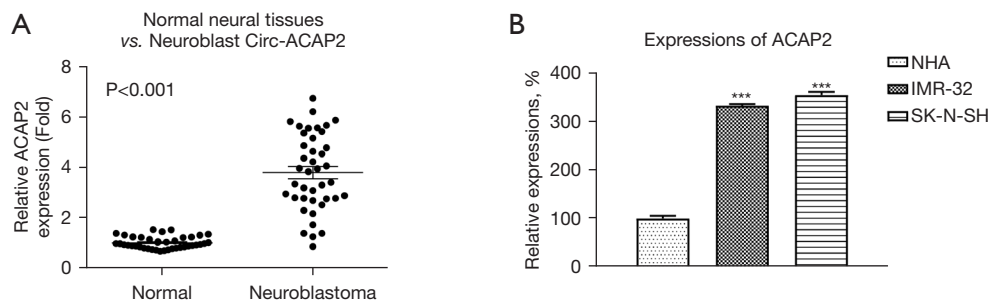 A
Normal neural tissues
vs. Neuroblast Circ-ACAP2
Relative ACAP2
expression (Fold)
8
6
4
2
0
P<0.001
Normal
Neuroblastoma
B
Expressions of ACAP2
Relative expressions, %
400
300
200
100
0
***
***
NHA
IMR-32
SK-N-SH